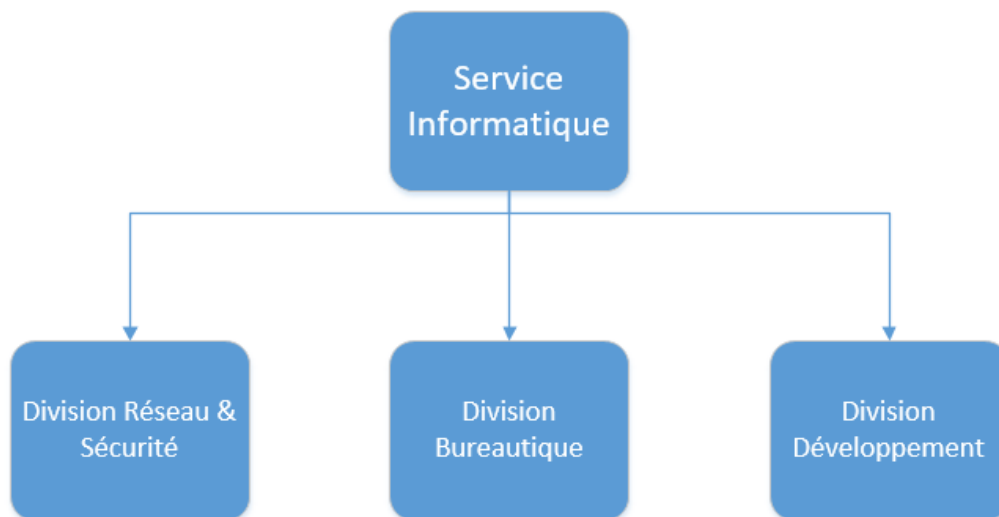 Service
Informatique
Division Réseau &
Sécurité
Division
Bureautique
Division
Développement